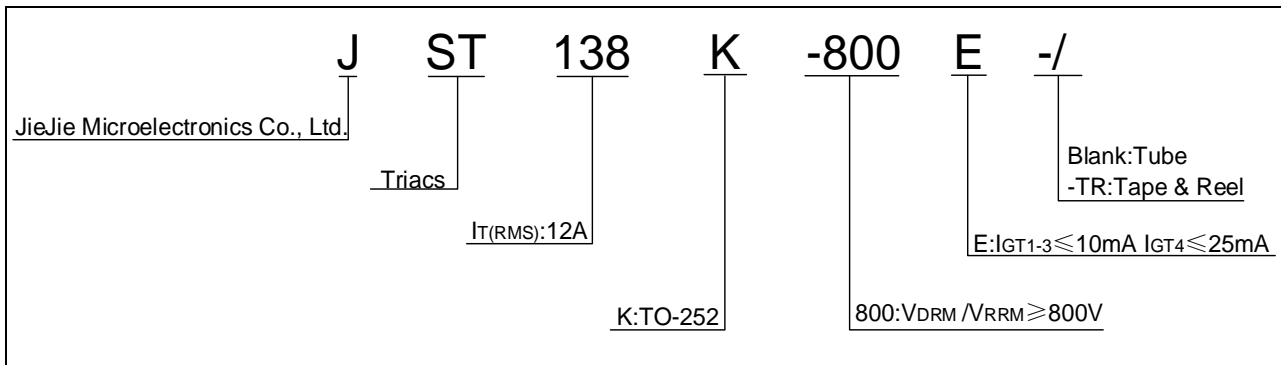 J ST 138 K -800 E -/
JieJie Microelectronics Co., Ltd.
Blank:Tube
Triacs
-TR:Tape & Reel
IT(RMS):12A
E:IGT1-3≤10mA IGT4≤25mA
K:TO-252
800:VDRM /VRRM≥800V